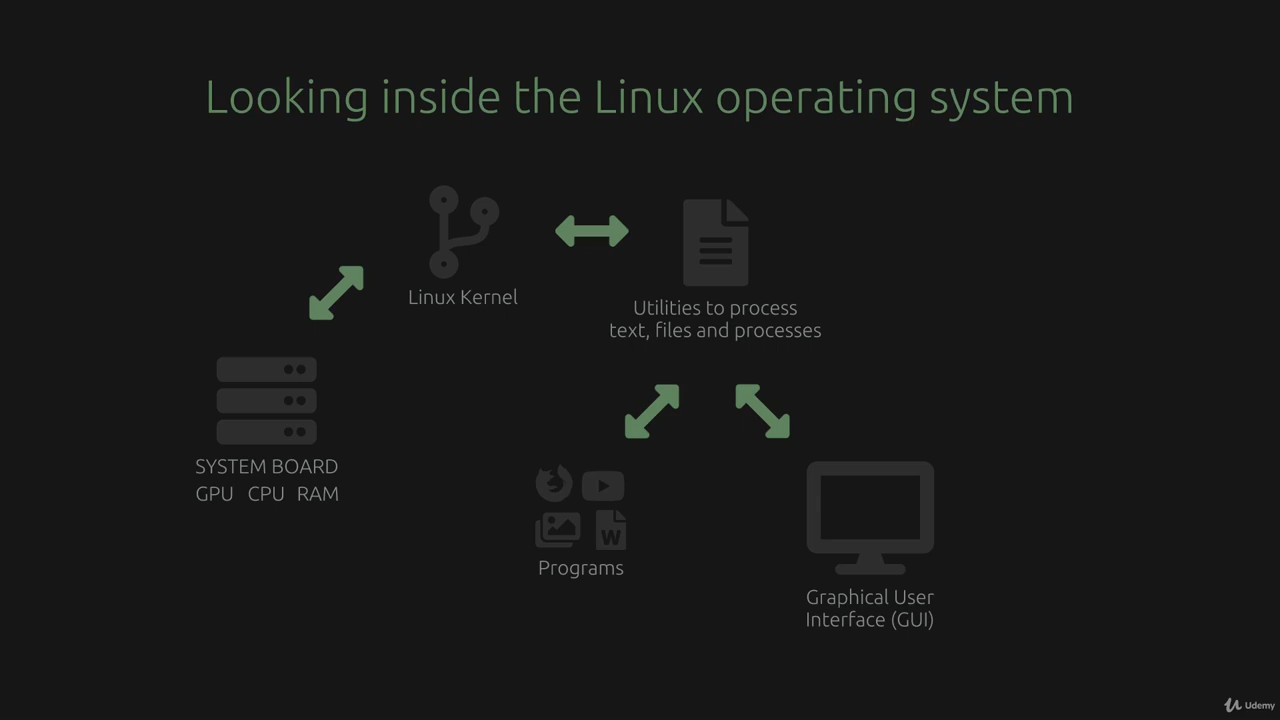 Looking inside the Linux operating system
Linux Kernel
Utilities to process
text, files and processes
SYSTEM BOARD
GPU CPU RAM
W
Programs
Graphical User
Interface (GUI)
Udemy